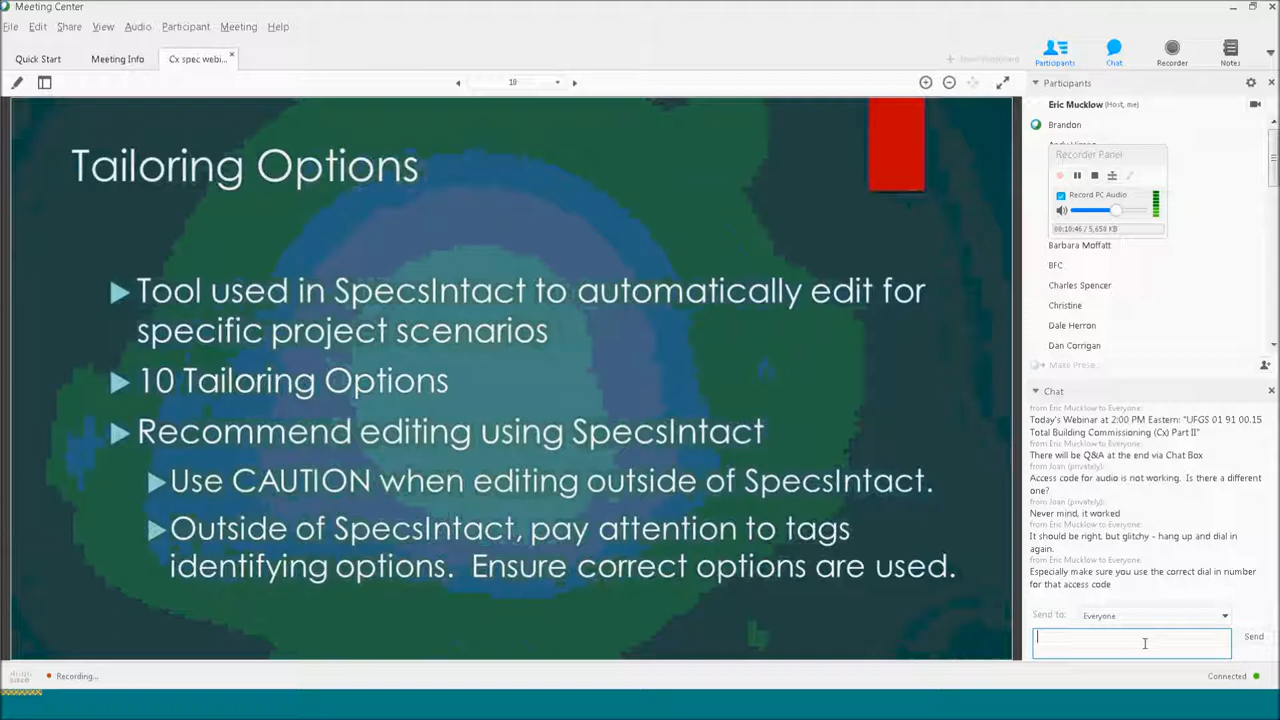 Meeting Center
File Edit Share View Audio Participant Meeting Help
Quick Start Meeting Info Cx spec webi...
Participants Chat Recorder Notes
10
Tailoring Options
Tool used in SpecsIntact to automatically edit for
specific project scenarios
10 Tailoring Options
Recommend editing using SpecsIntact
Use CAUTION when editing outside of SpecsIntact.
Outside of SpecsIntact, pay attention to tags
identifying options. Ensure correct options are used.
Participants
Eric Mucklow (Host, me)
Brandon
Recorder Panel
Record PC Audio
00:10:46 / 5,650 KB
Barbara Moffatt
BFC
Charles Spencer
Christine
Dale Herron
Dan Corrigan
Make Prese...
Chat
from Eric Mucklow to Everyone:
Today's Webinar at 2:00 PM Eastern: "UFGS 01 91 00.15
Total Building Commissioning (Cx) Part II"
from Eric Mucklow to Everyone:
There will be Q&A at the end via Chat Box
from Joan (privately):
Access code for audio is not working. Is there a different
one?
from Joan (privately):
Never mind, it worked
from Eric Mucklow to Everyone:
It should be right, but glitchy - hang up and dial in
again.
from Eric Mucklow to Everyone:
Especially make sure you use the correct dial in number
for that access code
Send to: Everyone
Send
Recording...
Connected